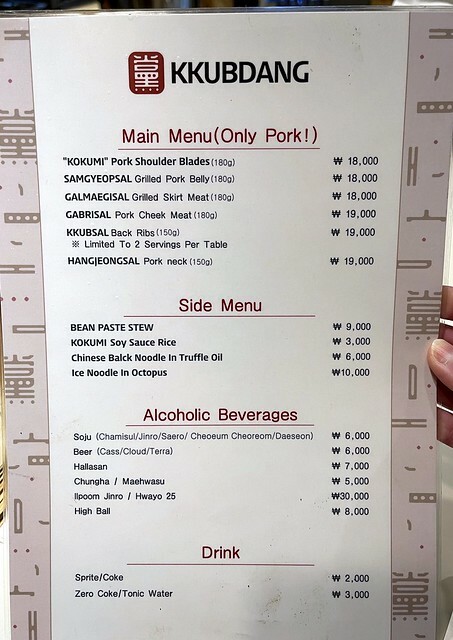 KKUBDANG
Main Menu(Only Pork!)
"KOKUMI" Pork Shoulder Blades(180g) ₩ 18,000
SAMGYEOPSAL Grilled Pork Belly(180g) ₩ 18,000
GALMAEGISAL Grilled Skirt Meat(180g) ₩ 18,000
GABRISAL Pork Cheek Meat(180g) ₩ 19,000
KKUBSAL Back Ribs(150g) ₩ 19,000
※ Limited To 2 Servings Per Table
HANGJEONGSAL Pork neck(150g) ₩ 19,000
Side Menu
BEAN PASTE STEW ₩ 9,000
KOKUMI Soy Sauce Rice ₩ 3,000
Chinese Balck Noodle In Truffle Oil ₩ 6,000
Ice Noodle In Octopus ₩10,000
Alcoholic Beverages
Soju (Chamisul/Jinro/Saero/ Cheoeum Cheoreom/Daeseon) ₩ 6,000
Beer (Cass/Cloud/Terra) ₩ 6,000
Hallasan ₩ 7,000
Chungha / Maehwasu ₩ 5,000
Ilpoom Jinro / Hwayo 25 ₩30,000
High Ball ₩ 8,000
Drink
Sprite/Coke ₩ 2,000
Zero Coke/Tonic Water ₩ 3,000